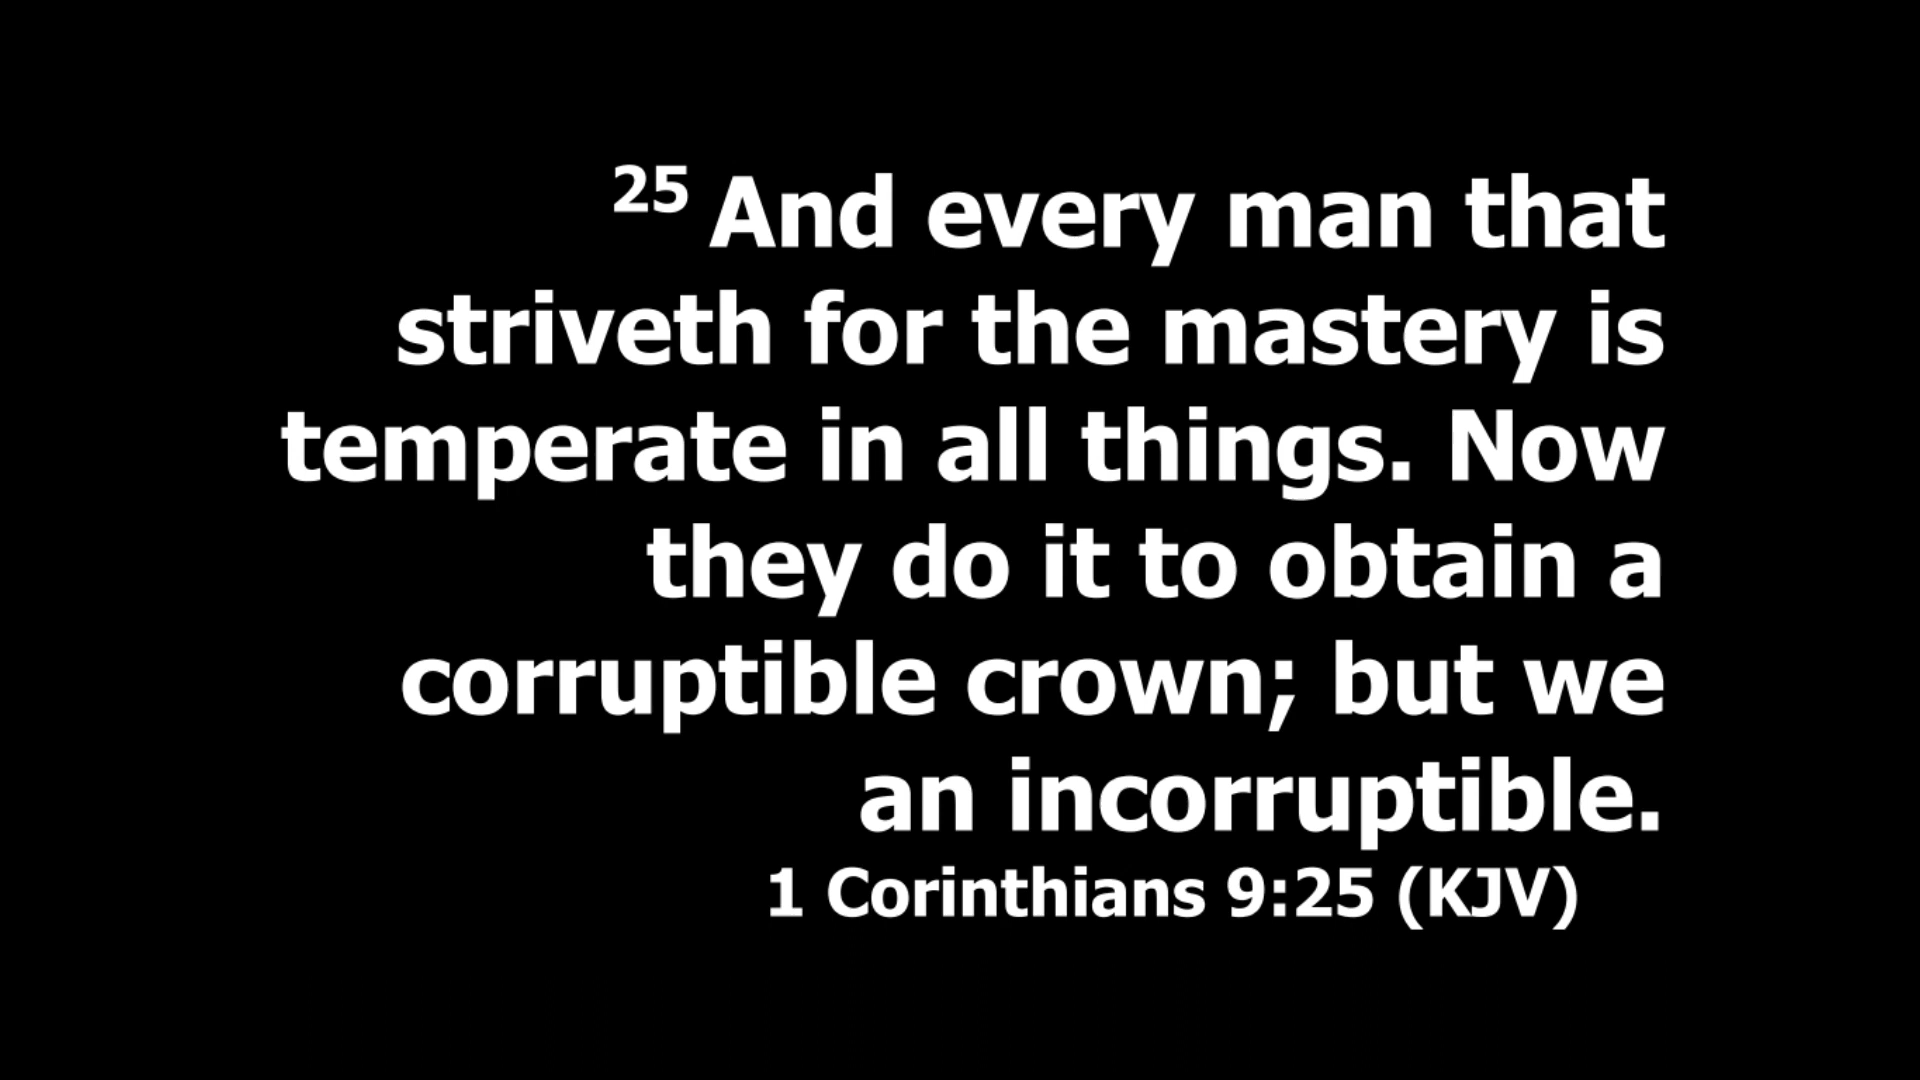 25 And every man that
striveth for the mastery is
temperate in all things. Now
they do it to obtain a
corruptible crown; but we
an incorruptible.
1 Corinthians 9:25 (KJV)